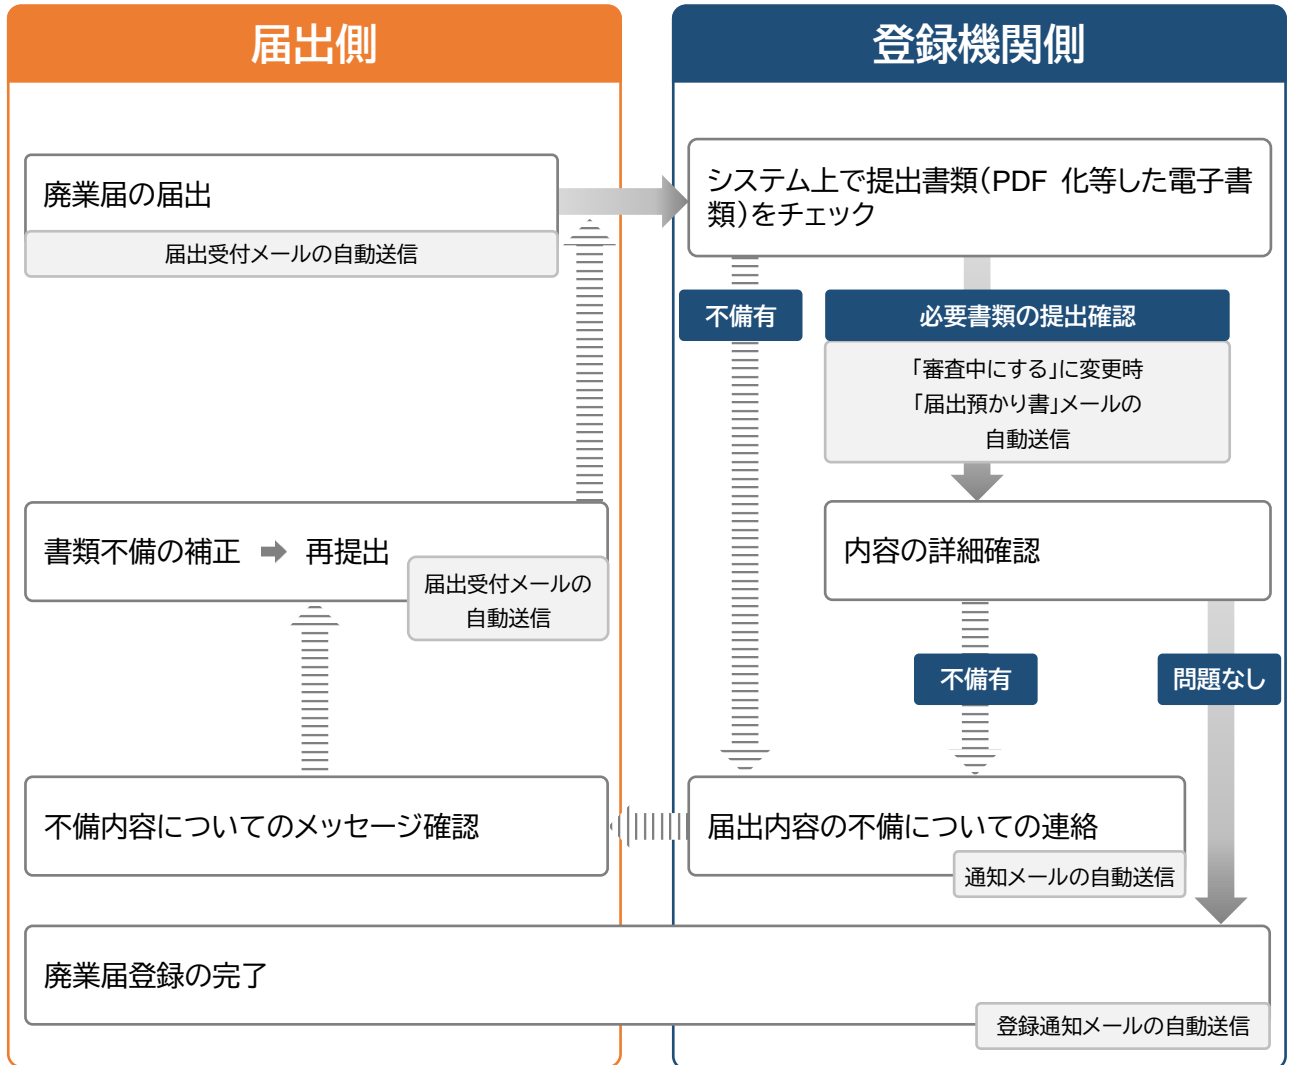 届出側
登録機関側
廃業届の届出
届出受付メールの自動送信
システム上で提出書類（PDF 化等した電子書
類）をチェック
不備有
必要書類の提出確認
「審査中にする」に変更時
「届出預かり書」メールの
自動送信
書類不備の補正 ➡ 再提出
届出受付メールの
自動送信
内容の詳細確認
不備有
問題なし
不備内容についてのメッセージ確認
届出内容の不備についての連絡
通知メールの自動送信
廃業届登録の完了
登録通知メールの自動送信